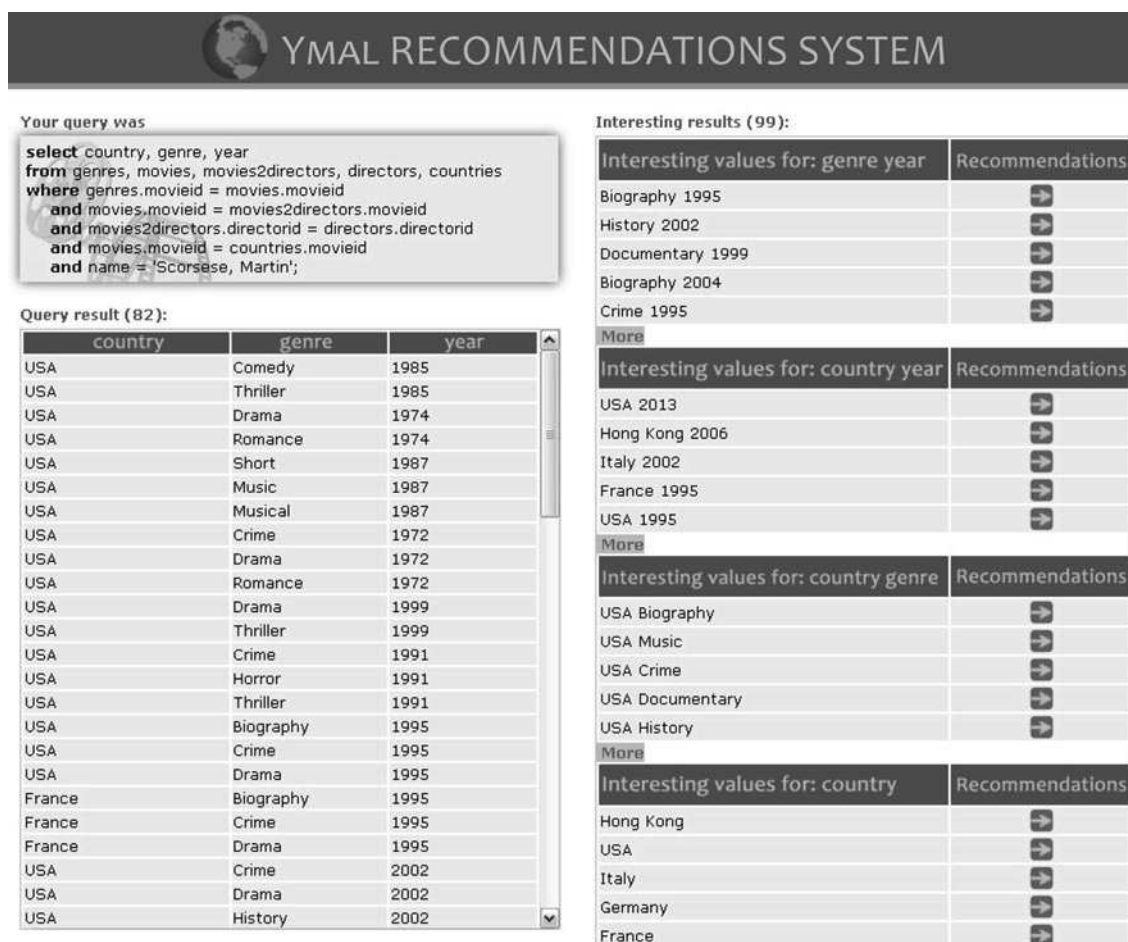 YMAL RECOMMENDATIONS SYSTEM
Your query was
select country, genre, year
from genres, movies, movies2directors, directors, countries
where genres.movieid = movies.movieid
and movies.movieid = movies2directors.movieid
and movies2directors.directorid = directors.directorid
and movies.movieid = countries.movieid
and name = 'Scorsese, Martin';
Query result (82):
country genre year
USA Comedy 1985
USA Thriller 1985
USA Drama 1974
USA Romance 1974
USA Short 1987
USA Music 1987
USA Musical 1987
USA Crime 1972
USA Drama 1972
USA Romance 1972
USA Drama 1999
USA Thriller 1999
USA Crime 1991
USA Horror 1991
USA Thriller 1991
USA Biography 1995
USA Crime 1995
USA Drama 1995
France Biography 1995
France Crime 1995
France Drama 1995
USA Crime 2002
USA Drama 2002
USA History 2002
Interesting results (99):
Interesting values for: genre year Recommendations
Biography 1995
History 2002
Documentary 1999
Biography 2004
Crime 1995
More
Interesting values for: country year Recommendations
USA 2013
Hong Kong 2006
Italy 2002
France 1995
USA 1995
More
Interesting values for: country genre Recommendations
USA Biography
USA Music
USA Crime
USA Documentary
USA History
More
Interesting values for: country Recommendations
Hong Kong
USA
Italy
Germany
France